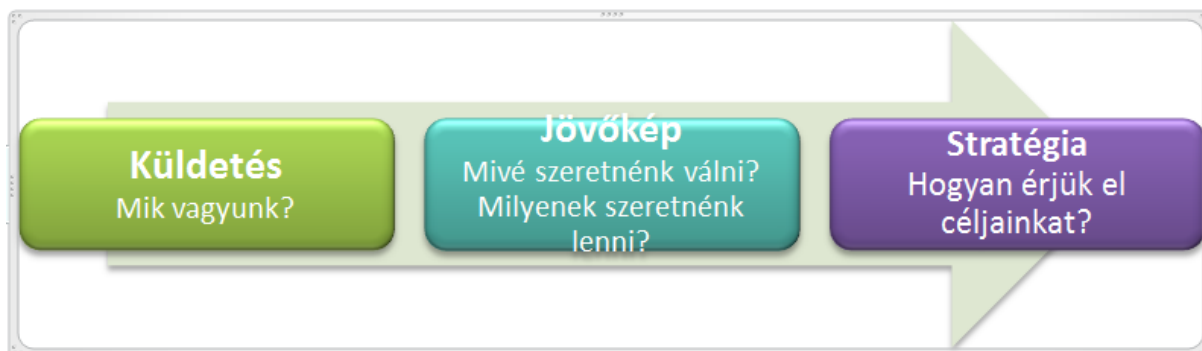 Küldetés
Mik vagyunk?
Jövőkép
Mivé szeretnénk válni?
Milyenek szeretnénk
lenni?
Stratégia
Hogyan érjük el
céljainkat?